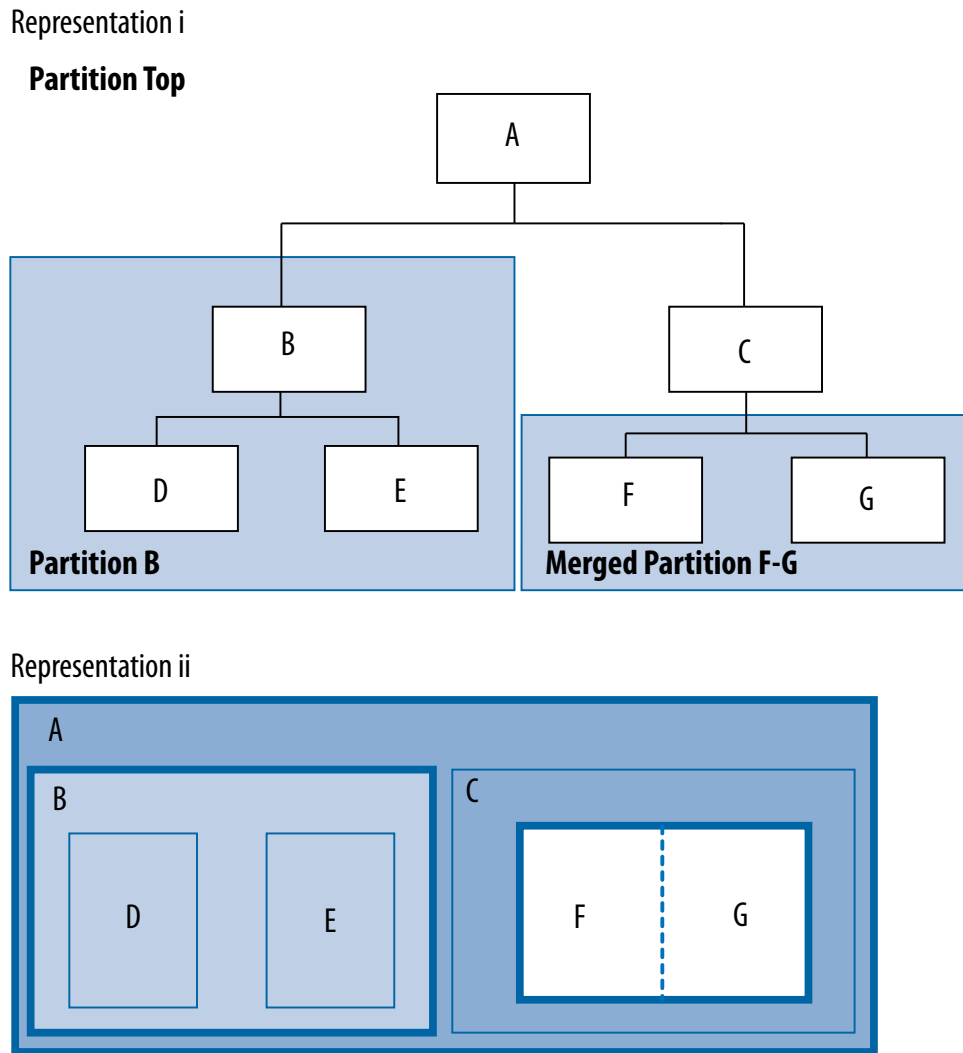 Representation i
Partition Top
A
B
C
D
E
F
G
Partition B
Merged Partition F-G
Representation ii
A
B
C
D
E
F
G